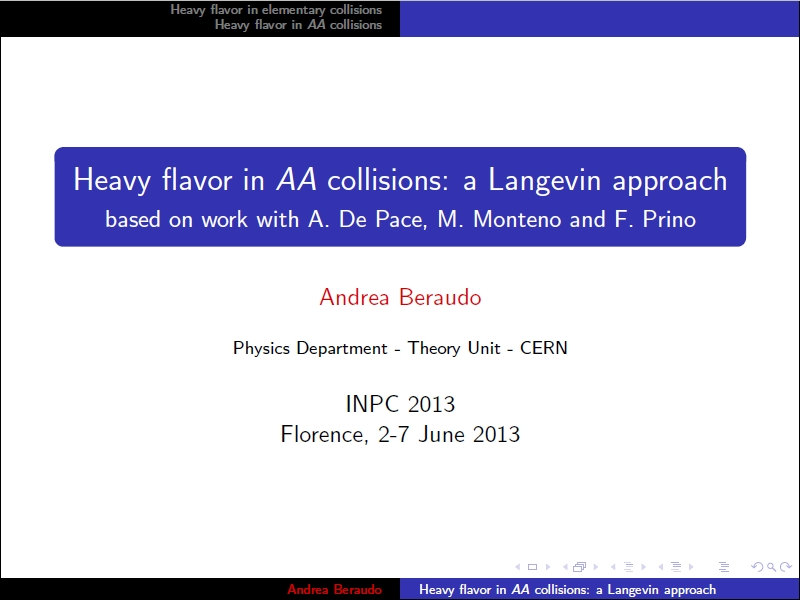 Heavy flavor in elementary collisions
Heavy flavor in AA collisions
Heavy flavor in AA collisions: a Langevin approach
based on work with A. De Pace, M. Monteno and F. Prino
Andrea Beraudo
Physics Department - Theory Unit - CERN
INPC 2013
Florence, 2-7 June 2013
Andrea Beraudo
Heavy flavor in AA collisions: a Langevin approach